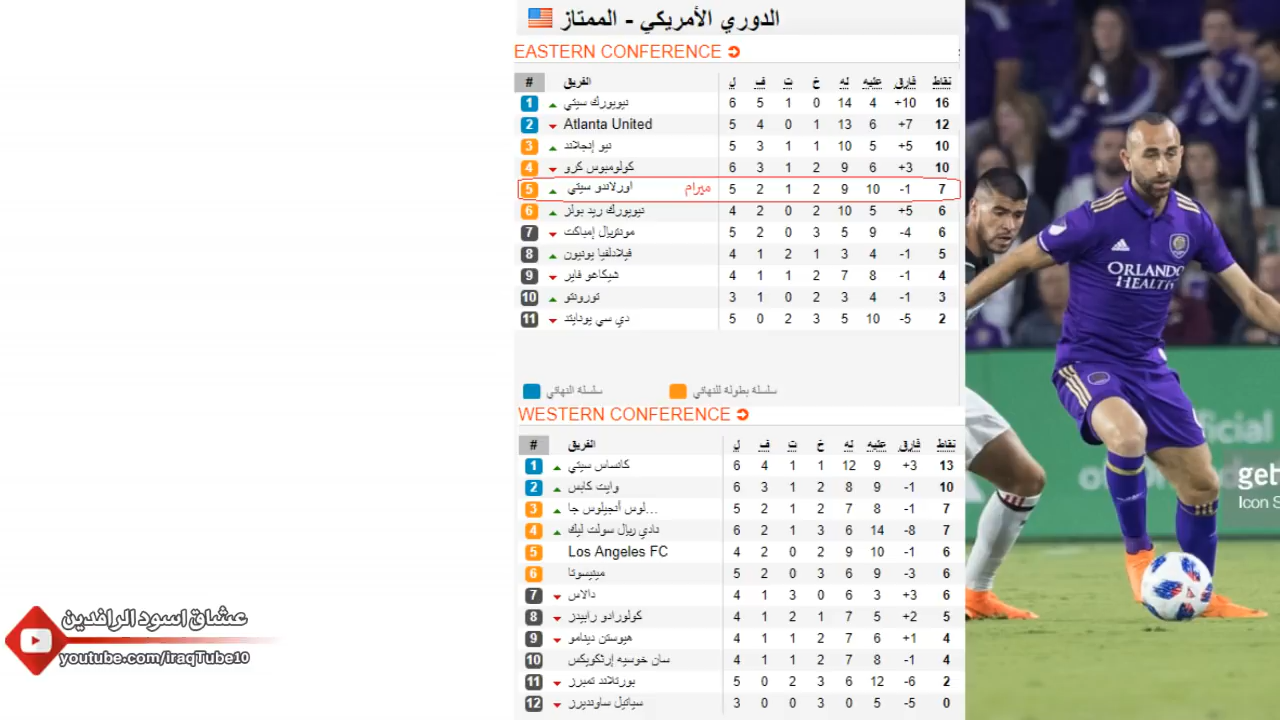 الدوري الأمريكي - الممتاز
EASTERN CONFERENCE
# الفريق ل ف ت خ له عليه فارق نقاط
1 نيويورك سيتي 6 5 1 0 14 4 +10 16
2 Atlanta United 5 4 0 1 13 6 +7 12
3 نيو إنجلاند 5 3 1 1 10 5 +5 10
4 كولومبوس كرو 6 3 1 2 9 6 +3 10
5 اورلاندو سيتي ميرام 5 2 1 2 9 10 -1 7
6 نيويورك ريد بولز 4 2 0 2 10 5 +5 6
7 مونتريال إمباكت 5 2 0 3 5 9 -4 6
8 فيلادلفيا يونيون 4 1 2 1 3 4 -1 5
9 شيكاغو فاير 4 1 1 2 7 8 -1 4
10 تورونتو 3 1 0 2 3 4 -1 3
11 دي سي يونايتد 5 0 2 3 5 10 -5 2
سلسلة النهائي
سلسلة بطولة للنهائي
WESTERN CONFERENCE
# الفريق ل ف ت خ له عليه فارق نقاط
1 كانساس سيتي 6 4 1 1 12 9 +3 13
2 وايت كابس 6 3 1 2 8 9 -1 10
3 لوس أنجيلوس جا... 5 2 1 2 7 8 -1 7
4 نادي ريال سولت ليك 6 2 1 3 6 14 -8 7
5 Los Angeles FC 4 2 0 2 9 10 -1 6
6 مينيسوتا 5 2 0 3 6 9 -3 6
7 دالاس 4 1 3 0 6 3 +3 6
8 كولورادو رابيدز 4 1 2 1 7 5 +2 5
9 هيوستن دينامو 4 1 1 2 7 6 +1 4
10 سان خوسيه إرثكويكس 4 1 1 2 7 8 -1 4
11 بورتلاند تمبرز 5 0 2 3 6 12 -6 2
12 سياتيل ساونديرز 3 0 0 3 0 5 -5 0
ORLANDO
HEALTH
Icon S
عشاق اسود الرافدين
youtube.com/IraqTube10